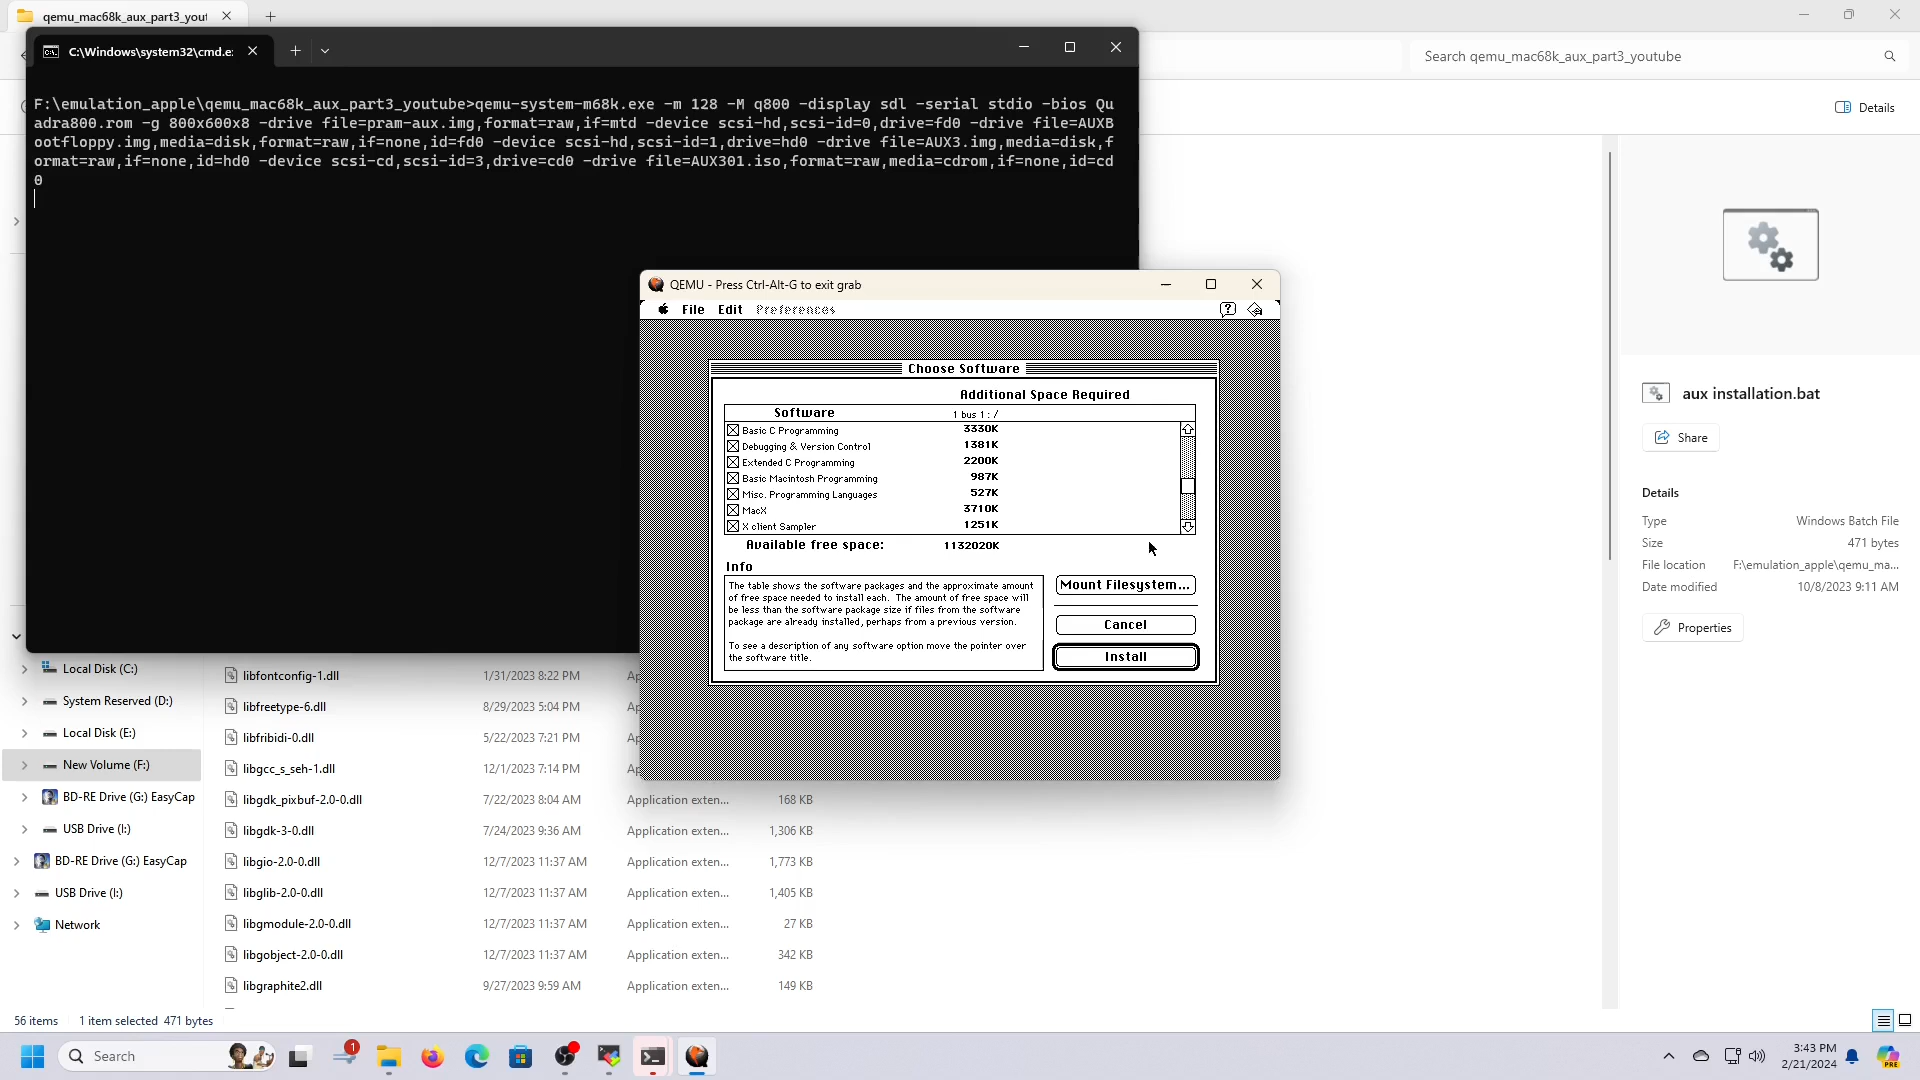 qemu_mac68k_aux_part3_yout
C:\Windows\system32\cmd.e:
Search qemu_mac68k_aux_part3_youtube
Details
F:\emulation_apple\qemu_mac68k_aux_part3_youtube>qemu-system-m68k.exe -m 128 -M q800 -display sdl -serial stdio -bios Qu
adra800.rom -g 800x600x8 -drive file=pram-aux.img,format=raw,if=mtd -device scsi-hd,scsi-id=0,drive=fd0 -drive file=AUXB
ootfloppy.img,media=disk,format=raw,if=none,id=fd0 -device scsi-hd,scsi-id=1,drive=hd0 -drive file=AUX3.img,media=disk,f
ormat=raw,if=none,id=hd0 -device scsi-cd,scsi-id=3,drive=cd0 -drive file=AUX301.iso,format=raw,media=cdrom,if=none,id=cd
0
QEMU - Press Ctrl-Alt-G to exit grab
File Edit Preferences
Choose Software
Additional Space Required
Software 1 bus 1 : /
Basic C Programming 3330K
Debugging & Version Control 1381K
Extended C Programming 2200K
Basic Macintosh Programming 987K
Misc. Programming Languages 527K
MacX 3710K
X client Sampler 1251K
Available free space: 1132020K
Info
The table shows the software packages and the approximate amount
of free space needed to install each. The amount of free space will
be less than the software package size if files from the software
package are already installed, perhaps from a previous version.
To see a description of any software option move the pointer over
the software title.
Mount Filesystem...
Cancel
Install
aux installation.bat
Share
Details
Type Windows Batch File
Size 471 bytes
File location F:\emulation_apple\qemu_ma...
Date modified 10/8/2023 9:11 AM
Properties
Local Disk (C:)
System Reserved (D:)
Local Disk (E:)
New Volume (F:)
BD-RE Drive (G:) EasyCap
USB Drive (I:)
BD-RE Drive (G:) EasyCap
USB Drive (I:)
Network
libfontconfig-1.dll 1/31/2023 8:22 PM Ap
libfreetype-6.dll 8/29/2023 5:04 PM Ap
libfribidi-0.dll 5/22/2023 7:21 PM Ap
libgcc_s_seh-1.dll 12/1/2023 7:14 PM Ap
libgdk_pixbuf-2.0-0.dll 7/22/2023 8:04 AM Application exten... 168 KB
libgdk-3-0.dll 7/24/2023 9:36 AM Application exten... 1,306 KB
libgio-2.0-0.dll 12/7/2023 11:37 AM Application exten... 1,773 KB
libglib-2.0-0.dll 12/7/2023 11:37 AM Application exten... 1,405 KB
libgmodule-2.0-0.dll 12/7/2023 11:37 AM Application exten... 27 KB
libgobject-2.0-0.dll 12/7/2023 11:37 AM Application exten... 342 KB
libgraphite2.dll 9/27/2023 9:59 AM Application exten... 149 KB
56 items 1 item selected 471 bytes
Search
1
PRE
3:43 PM
2/21/2024